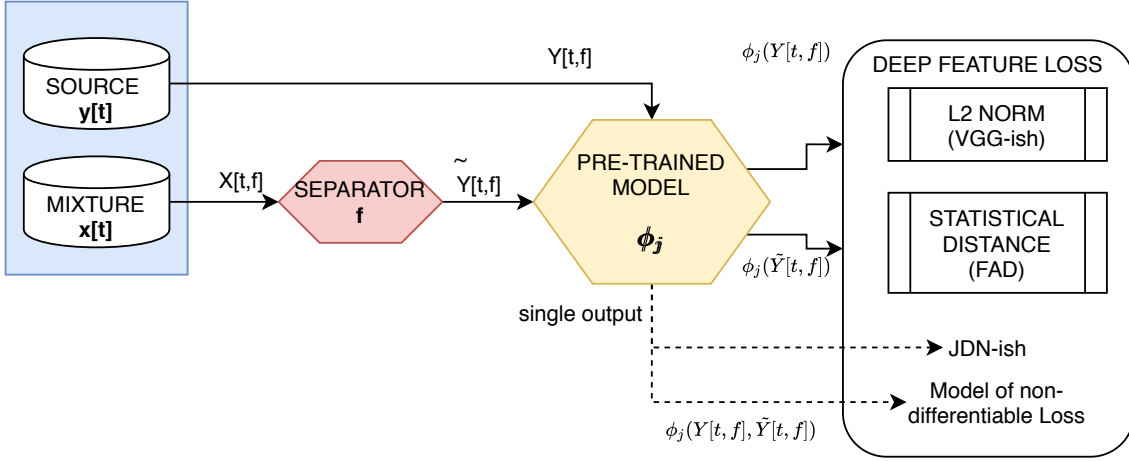 SOURCE
y[t]
MIXTURE
x[t]
X[t,f]
SEPARATOR
f
Y[t,f]
~
Y[t,f]
PRE-TRAINED
MODEL
ϕⱼ
single output
ϕⱼ(Y[t, f])
ϕⱼ(Ỹ[t, f])
ϕⱼ(Y[t, f], Ỹ[t, f])
DEEP FEATURE LOSS
L2 NORM
(VGG-ish)
STATISTICAL
DISTANCE
(FAD)
JDN-ish
Model of non-
differentiable Loss